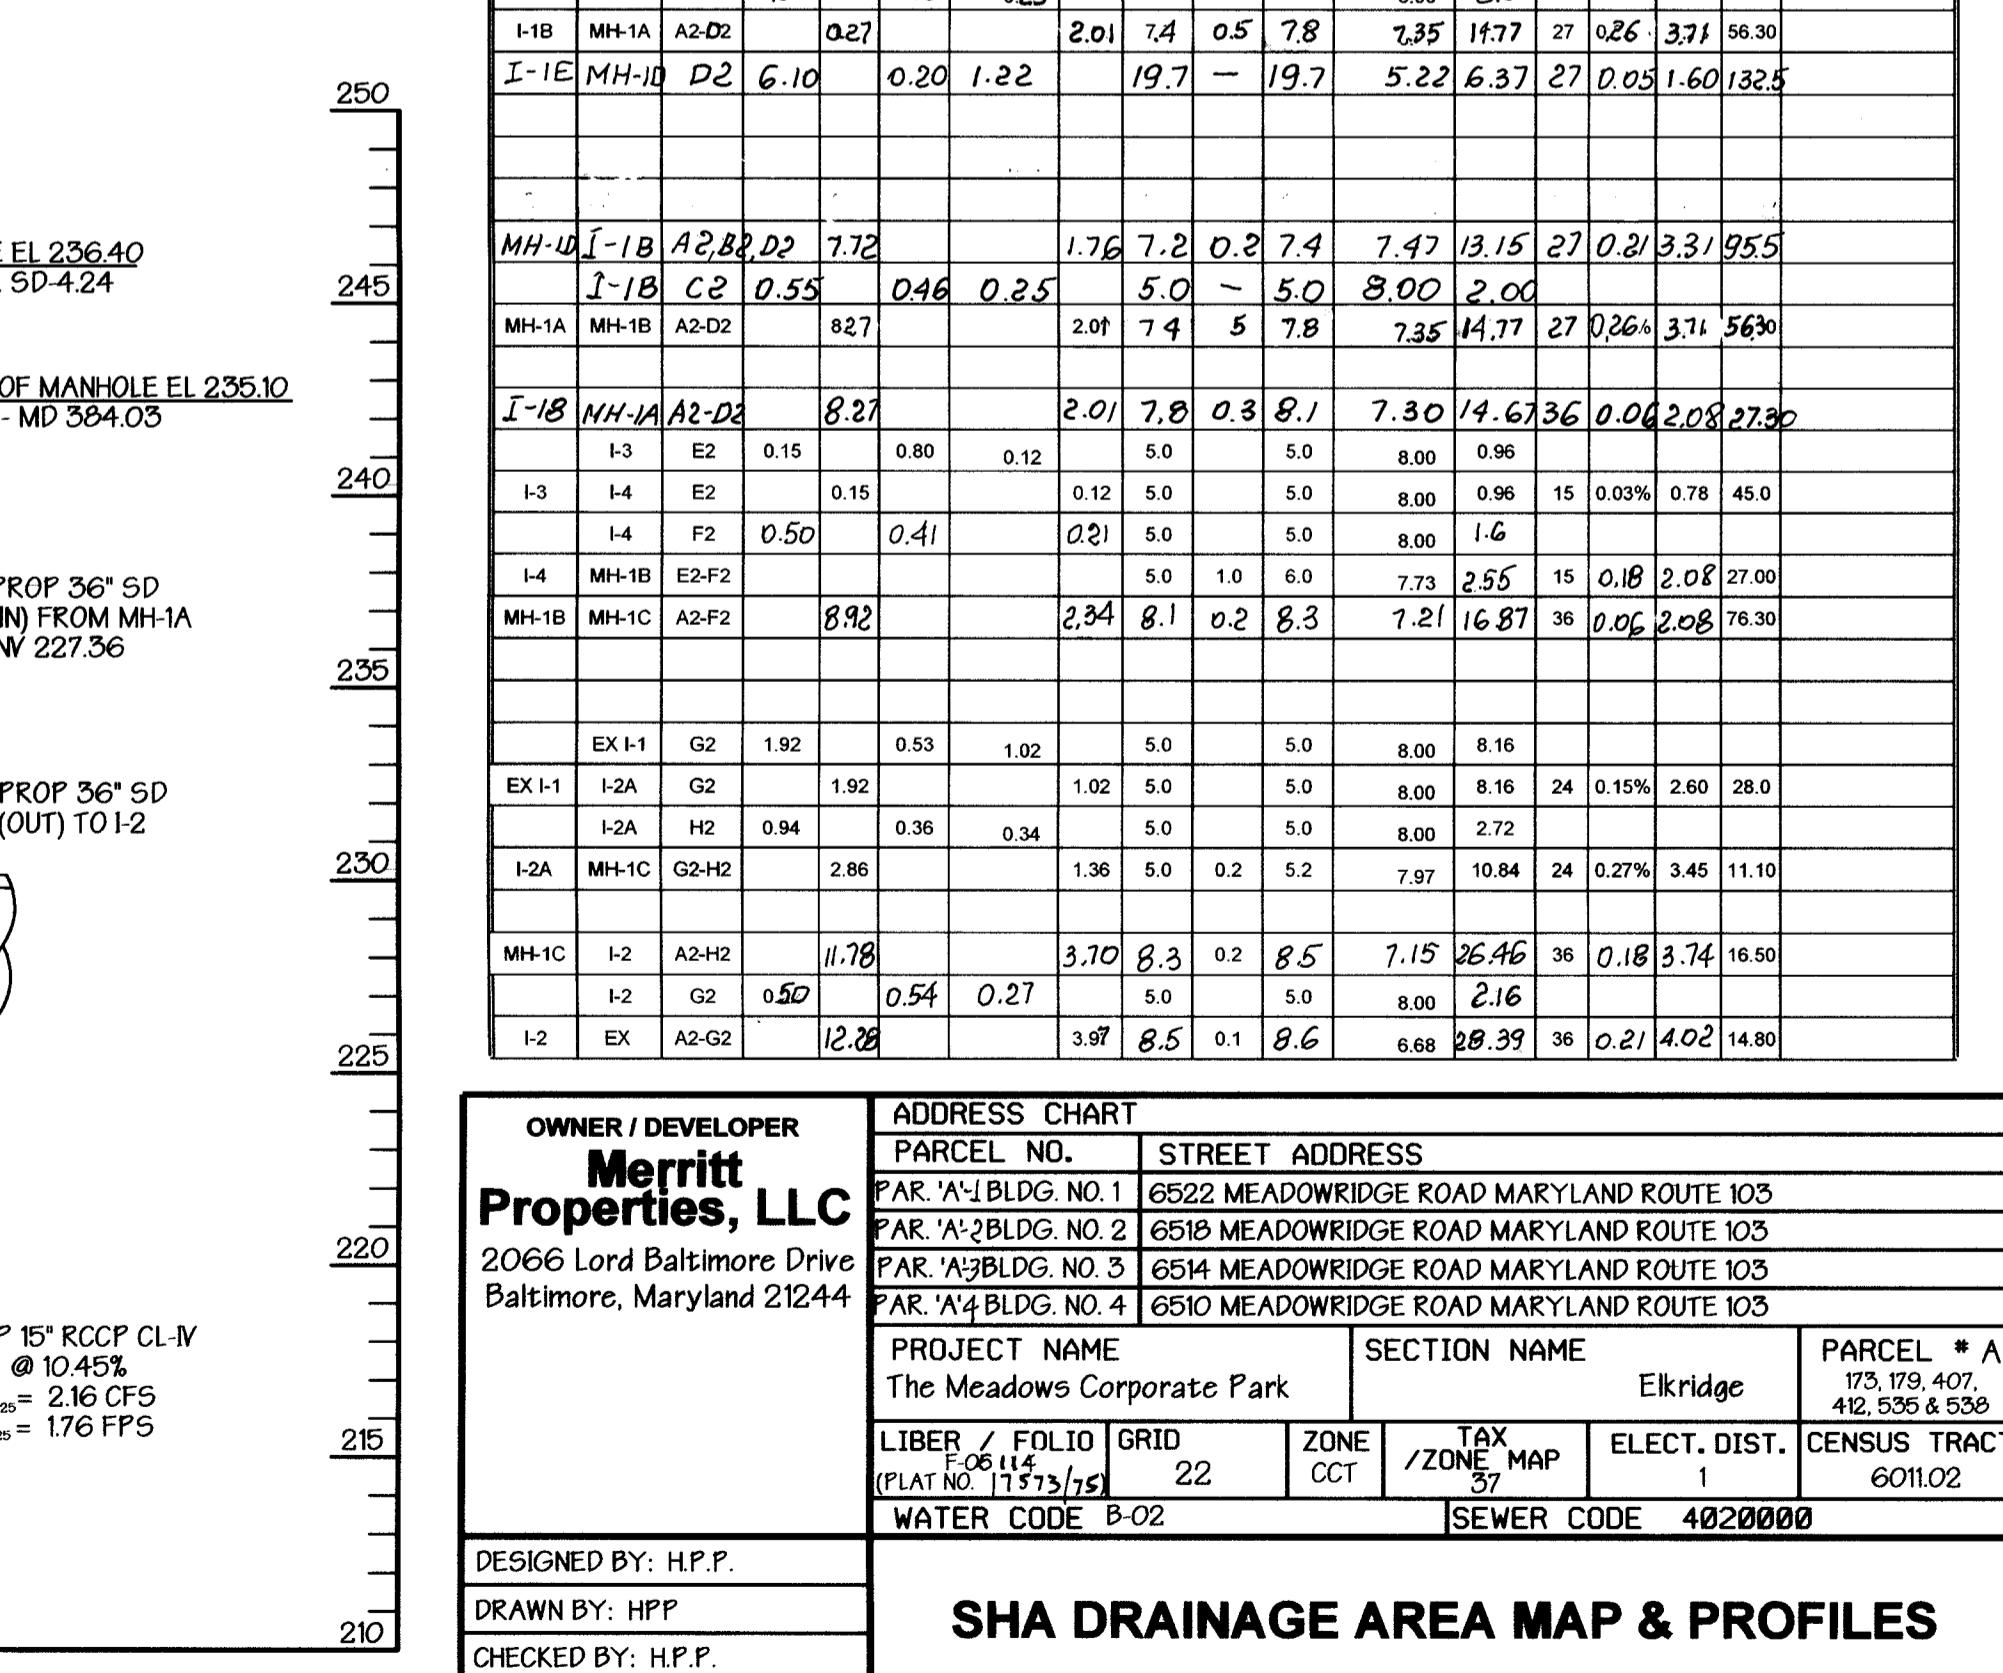 I-1B MH-1A A2-D2 0.27 2.01 7.4 0.5 7.8 7.35 14.77 27 0.26 3.71 56.30
I-1E MH-1D D2 6.10 0.20 1.22 19.7 — 19.7 5.22 6.37 27 0.05 1.60 132.5
MH-1D I-1B A2,B2,D2 7.72 1.76 7.2 0.2 7.4 7.47 13.15 27 0.21 3.31 95.5
I-1B C2 0.55 0.46 0.25 5.0 — 5.0 8.00 2.00
MH-1A MH-1B A2-D2 827 2.01 7 4 5 7.8 7.35 14.77 27 0.26% 3.71 5630
I-1B MH-1A A2-D2 8.27 2.01 7.8 0.3 8.1 7.30 14.67 36 0.06 2.08 27.30
I-3 E2 0.15 0.80 0.12 5.0 5.0 8.00 0.96
I-3 I-4 E2 0.15 0.12 5.0 5.0 8.00 0.96 15 0.03% 0.78 45.0
I-4 F2 0.50 0.41 0.21 5.0 5.0 8.00 1.6
I-4 MH-1B E2-F2 5.0 1.0 6.0 7.73 2.55 15 0.18 2.08 27.00
MH-1B MH-1C A2-F2 8.92 2.34 8.1 0.2 8.3 7.21 16.87 36 0.06 2.08 76.30
EX I-1 G2 1.92 0.53 1.02 5.0 5.0 8.00 8.16
EX I-1 I-2A G2 1.92 1.02 5.0 5.0 8.00 8.16 24 0.15% 2.60 28.0
I-2A H2 0.94 0.36 0.34 5.0 5.0 8.00 2.72
I-2A MH-1C G2-H2 2.86 1.36 5.0 0.2 5.2 7.97 10.84 24 0.27% 3.45 11.10
MH-1C I-2 A2-H2 11.78 3.70 8.3 0.2 8.5 7.15 26.46 36 0.18 3.74 16.50
I-2 G2 0.50 0.54 0.27 5.0 5.0 8.00 2.16
I-2 EX A2-G2 12.28 3.97 8.5 0.1 8.6 6.68 28.39 36 0.21 4.02 14.80
250
245
240
235
230
225
220
215
210
EL 236.40
SD-4.24
OF MANHOLE EL 235.10
- MD 384.03
PROP 36" SD
(IN) FROM MH-1A
INV 227.36
PROP 36" SD
(OUT) TO I-2
15" RCCP CL-IV
@ 10.45%
25= 2.16 CFS
= 1.76 FPS
OWNER / DEVELOPER
Merritt
Properties, LLC
2066 Lord Baltimore Drive
Baltimore, Maryland 21244
DESIGNED BY: H.P.P.
DRAWN BY: HPP
CHECKED BY: H.P.P.
ADDRESS CHART
PARCEL NO. STREET ADDRESS
PAR. 'A'-1 BLDG. NO. 1 6522 MEADOWRIDGE ROAD MARYLAND ROUTE 103
PAR. 'A'-2 BLDG. NO. 2 6518 MEADOWRIDGE ROAD MARYLAND ROUTE 103
PAR. 'A'-3 BLDG. NO. 3 6514 MEADOWRIDGE ROAD MARYLAND ROUTE 103
PAR. 'A'4 BLDG. NO. 4 6510 MEADOWRIDGE ROAD MARYLAND ROUTE 103
PROJECT NAME SECTION NAME PARCEL # A
The Meadows Corporate Park Elkridge 173, 179, 407,
412, 535 & 538
LIBER / FOLIO GRID ZONE TAX ELECT. DIST. CENSUS TRACT
F-06 114 22 CCT /ZONE MAP 1 6011.02
(PLAT NO. 17573/75) 37
WATER CODE B-02 SEWER CODE 4020000
SHA DRAINAGE AREA MAP & PROFILES